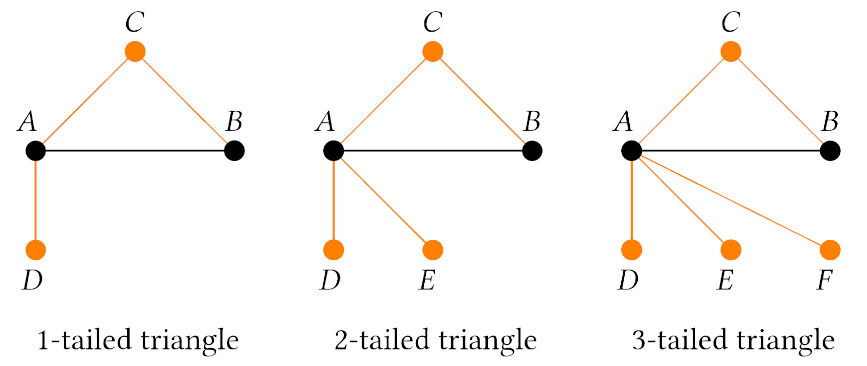 C C C
A B A B A B
D D E D E F
1-tailed triangle 2-tailed triangle 3-tailed triangle